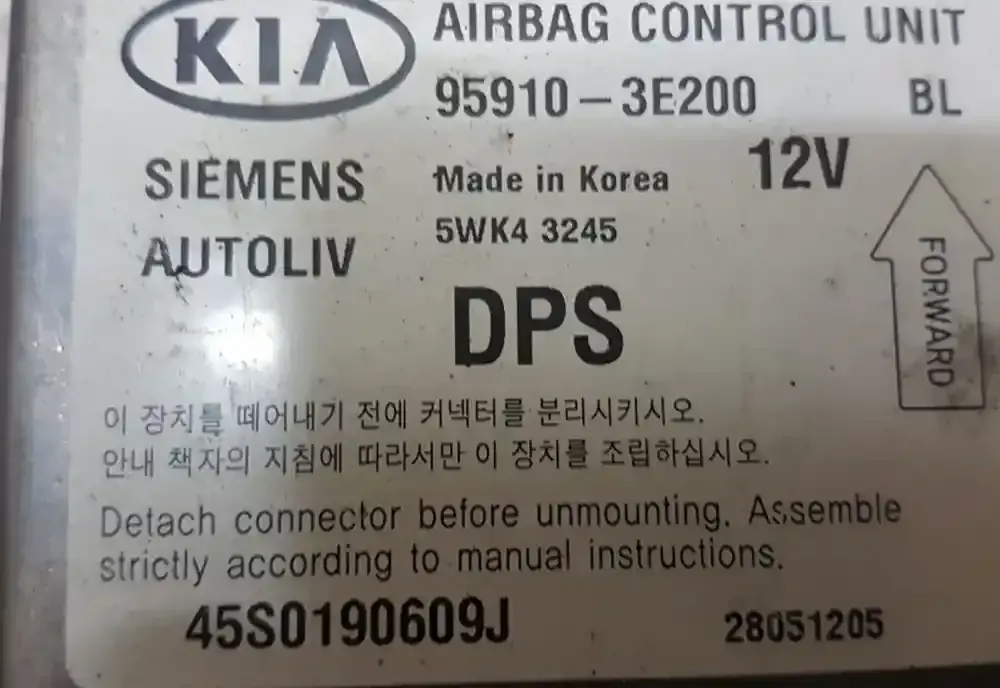 KIA
AIRBAG CONTROL UNIT
95910-3E200 BL
SIEMENS
AUTOLIV
Made in Korea
5WK4 3245
12V
DPS
FORWARD
이 장치를 떼어내기 전에 커넥터를 분리시키시오.
안내 책자의 지침에 따라서만 이 장치를 조립하십시오.
Detach connector before unmounting. Assemble
strictly according to manual instructions.
45S0190609J
28051205